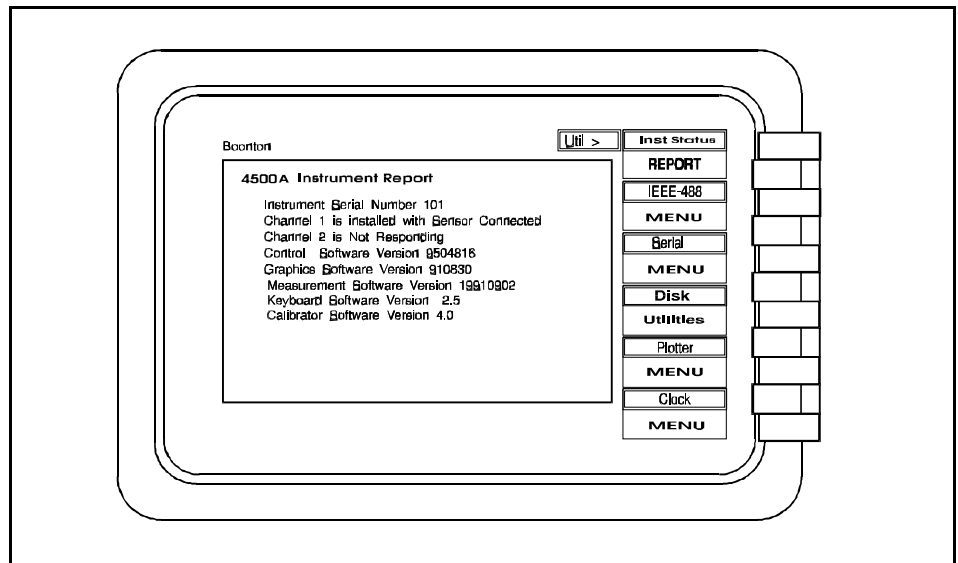 Boonton
Util >
4500A Instrument Report
Instrument Serial Number 101
Channel 1 is installed with Sensor Connected
Channel 2 is Not Responding
Control Software Version 9504816
Graphics Software Version 910830
Measurement Software Version 19910902
Keyboard Software Version 2.5
Calibrator Software Version 4.0
Inst Status
REPORT
IEEE-488
MENU
Serial
MENU
Disk
Utilities
Plotter
MENU
Clock
MENU